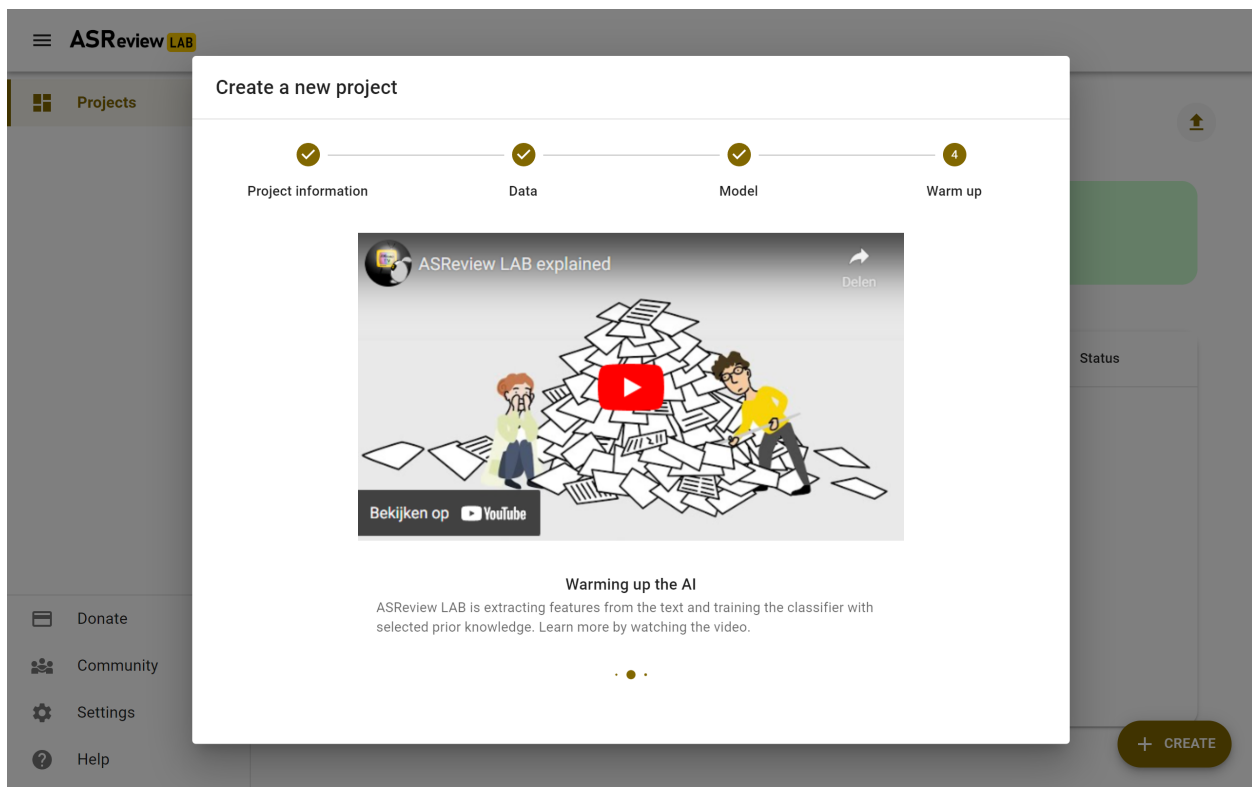 ASReview LAB
Create a new project
Projects
4
Project information
Data
Model
Warm up
ASReview LAB explained
Delen
Status
Bekijken op YouTube
Warming up the AI
ASReview LAB is extracting features from the text and training the classifier with
selected prior knowledge. Learn more by watching the video.
Donate
Community
Settings
Help
CREATE